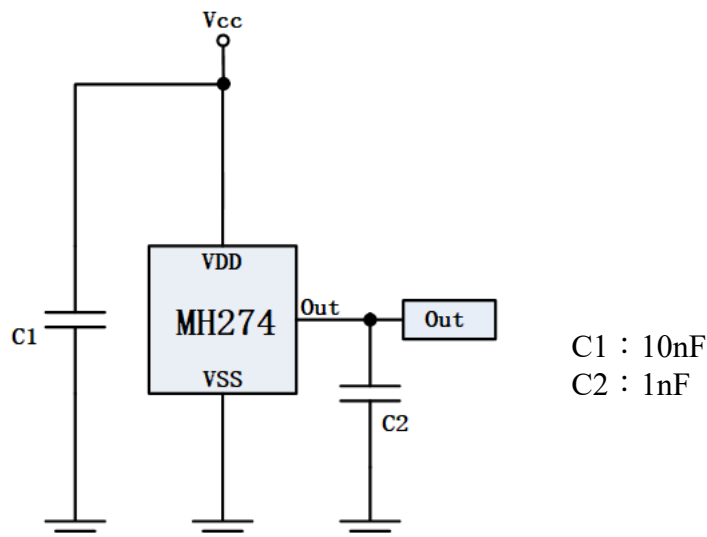 Vcc
VDD
MH274
Out
Out
C1
VSS
C2
C1：10nF
C2：1nF